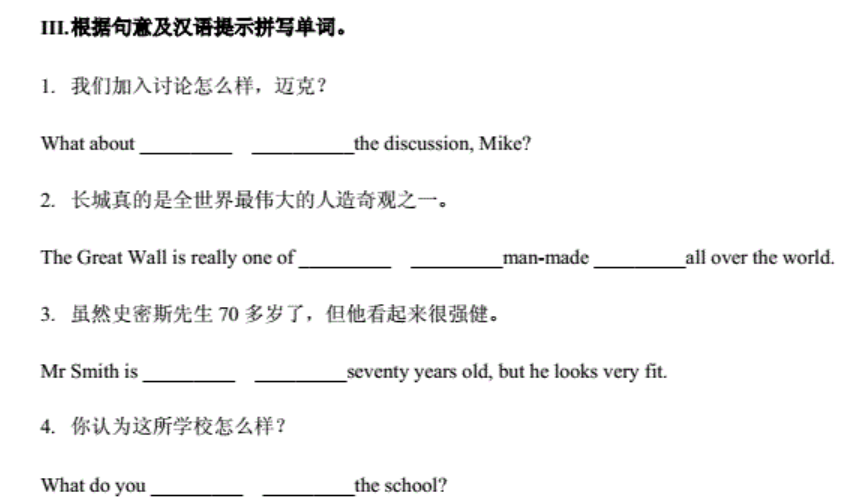 III.根据句意及汉语提示拼写单词。
1. 我们加入讨论怎么样，迈克？
What about _________ __________the discussion, Mike?
2. 长城真的是全世界最伟大的人造奇观之一。
The Great Wall is really one of _________ _________man-made _________all over the world.
3. 虽然史密斯先生 70 多岁了，但他看起来很强健。
Mr Smith is _________ _________seventy years old, but he looks very fit.
4. 你认为这所学校怎么样？
What do you _________ _________the school?